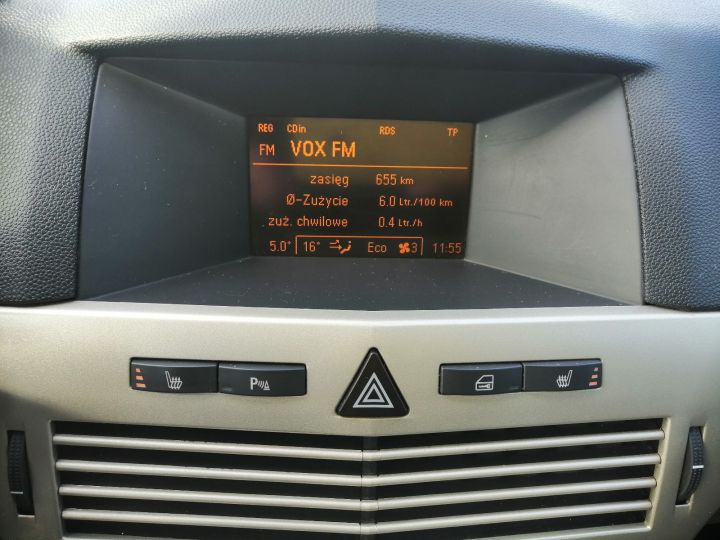 REG CDin RDS TP
FM VOX FM
zasięg 655 km
Ø-Zużycie 6.0 Ltr./100 km
zuż. chwilowe 0.4 Ltr./h
5.0° 16° Eco 3 11:55
P